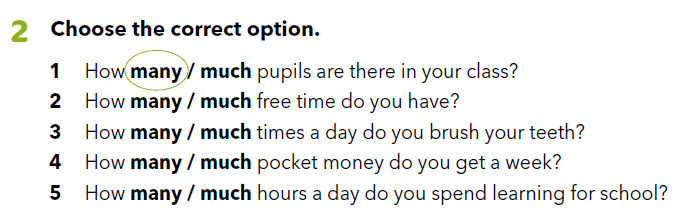 2 Choose the correct option.
1 How many / much pupils are there in your class?
2 How many / much free time do you have?
3 How many / much times a day do you brush your teeth?
4 How many / much pocket money do you get a week?
5 How many / much hours a day do you spend learning for school?